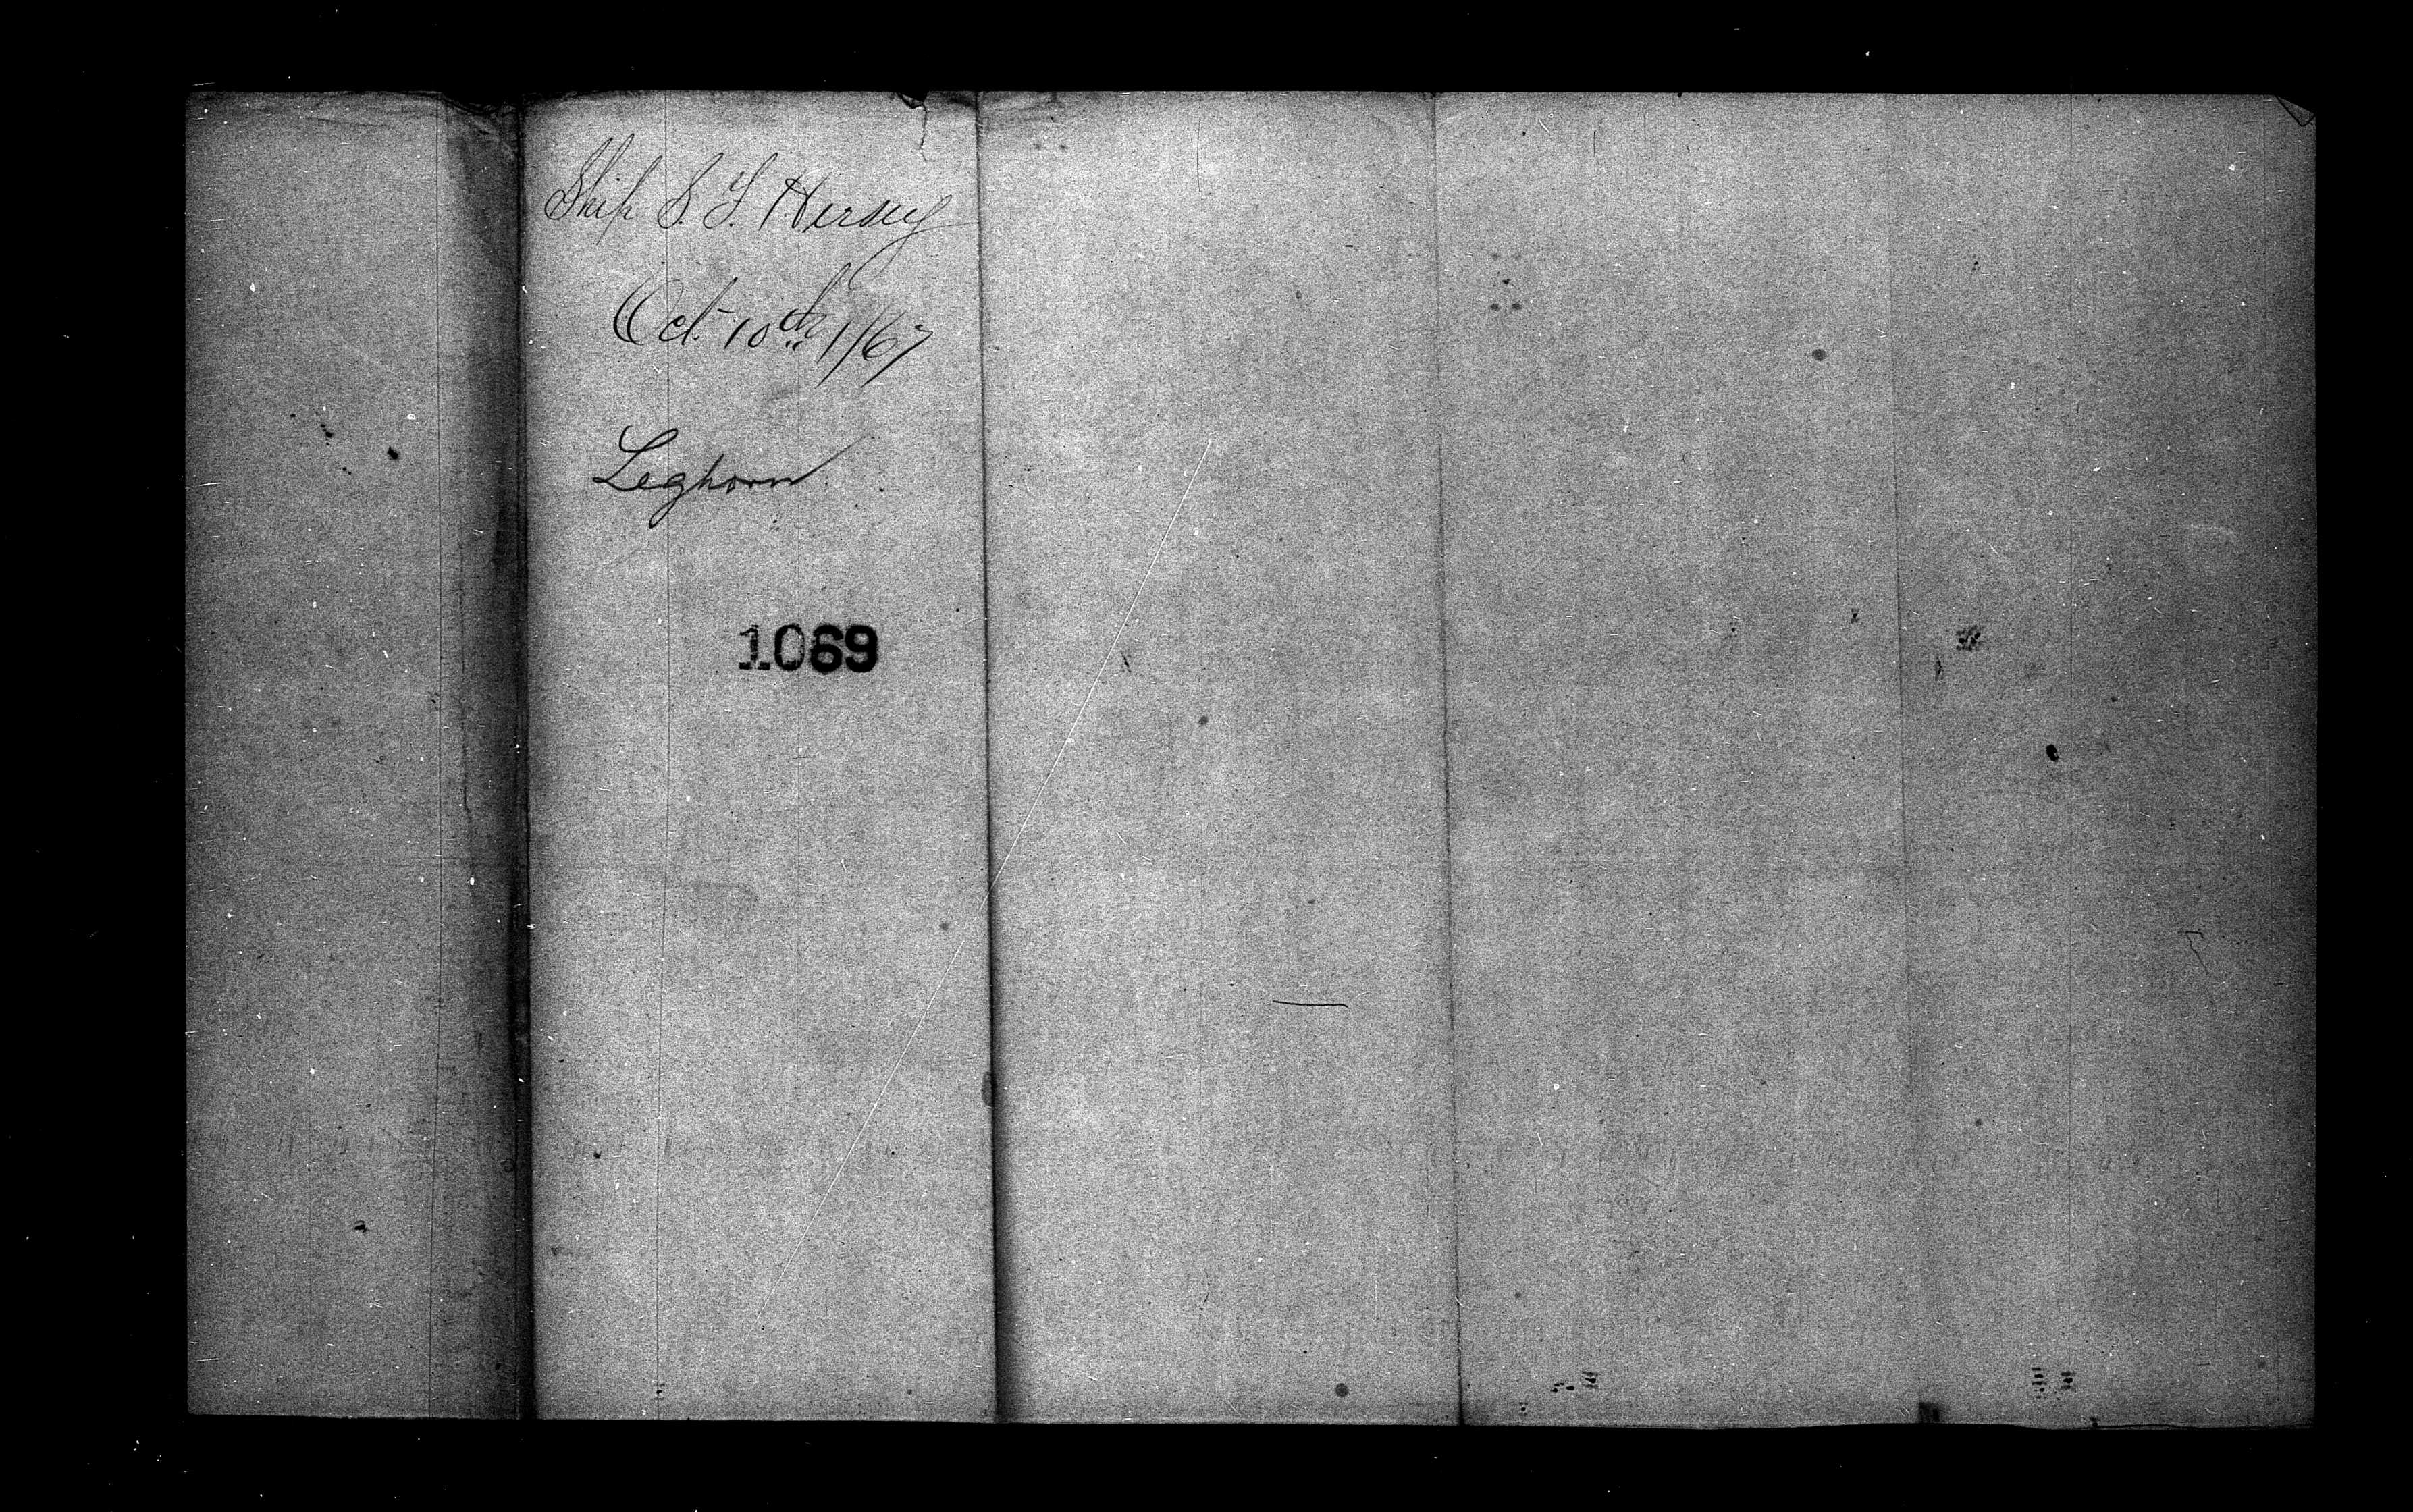 Ship S. F. Hersey
Oct. 10th 1867
Leghorn
1069